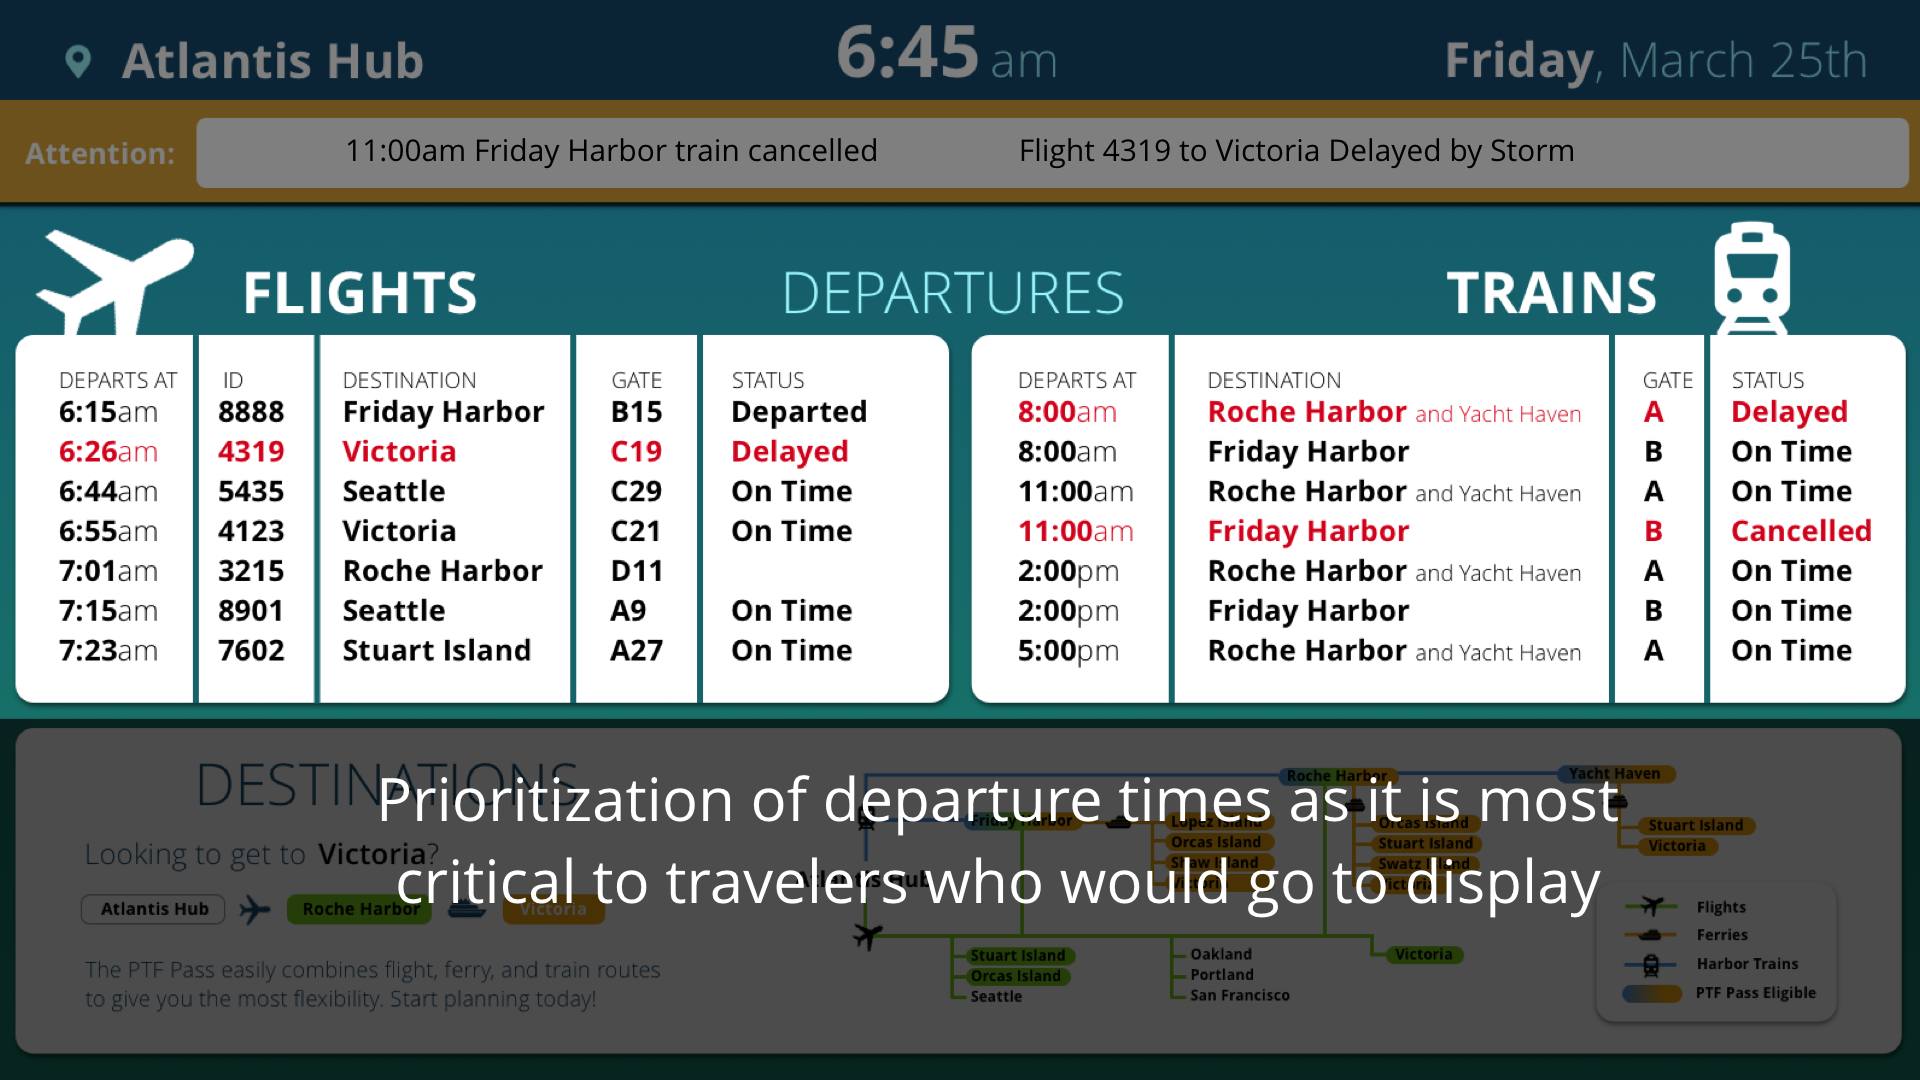 Atlantis Hub
6:45 am
Friday, March 25th
Attention:
11:00am Friday Harbor train cancelled
Flight 4319 to Victoria Delayed by Storm
FLIGHTS
DEPARTURES
TRAINS
DEPARTS AT ID DESTINATION GATE STATUS
6:15am 8888 Friday Harbor B15 Departed
6:26am 4319 Victoria C19 Delayed
6:44am 5435 Seattle C29 On Time
6:55am 4123 Victoria C21 On Time
7:01am 3215 Roche Harbor D11
7:15am 8901 Seattle A9 On Time
7:23am 7602 Stuart Island A27 On Time
DEPARTS AT DESTINATION GATE STATUS
8:00am Roche Harbor and Yacht Haven A Delayed
8:00am Friday Harbor B On Time
11:00am Roche Harbor and Yacht Haven A On Time
11:00am Friday Harbor B Cancelled
2:00pm Roche Harbor and Yacht Haven A On Time
2:00pm Friday Harbor B On Time
5:00pm Roche Harbor and Yacht Haven A On Time
Prioritization of departure times as it is most
critical to travelers who would go to display
DESTINATIONS
Looking to get to Victoria?
Atlantis Hub
Roche Harbor
Victoria
The PTF Pass easily combines flight, ferry, and train routes
to give you the most flexibility. Start planning today!
Roche Harbor
Yacht Haven
Friday Harbor
Lopez Island
Orcas Island
Shaw Island
Victoria
Orcas Island
Stuart Island
Swatz Island
Victoria
Stuart Island
Victoria
Atlantis Hub
Stuart Island
Orcas Island
Seattle
Oakland
Portland
San Francisco
Victoria
Flights
Ferries
Harbor Trains
PTF Pass Eligible